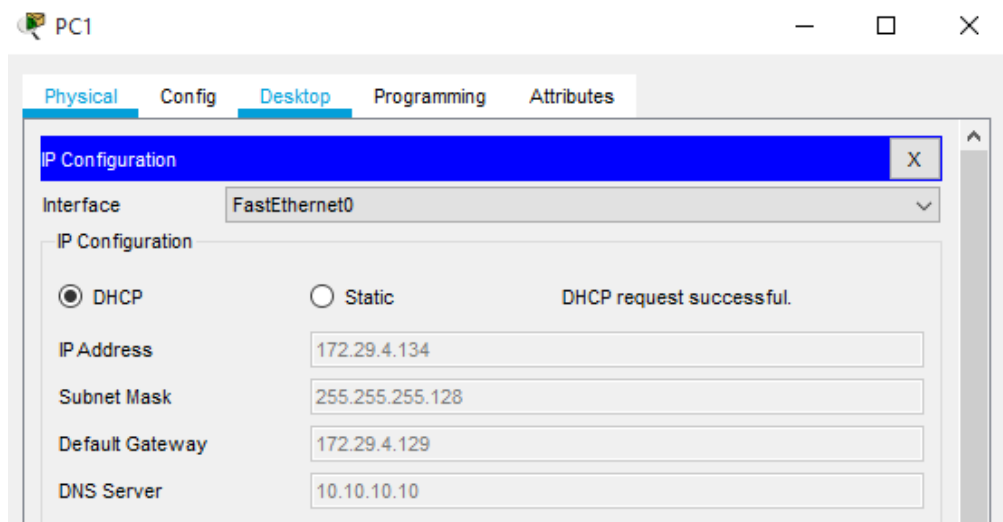 PC1
Physical Config Desktop Programming Attributes
IP Configuration X
Interface FastEthernet0
IP Configuration
DHCP Static DHCP request successful.
IP Address 172.29.4.134
Subnet Mask 255.255.255.128
Default Gateway 172.29.4.129
DNS Server 10.10.10.10